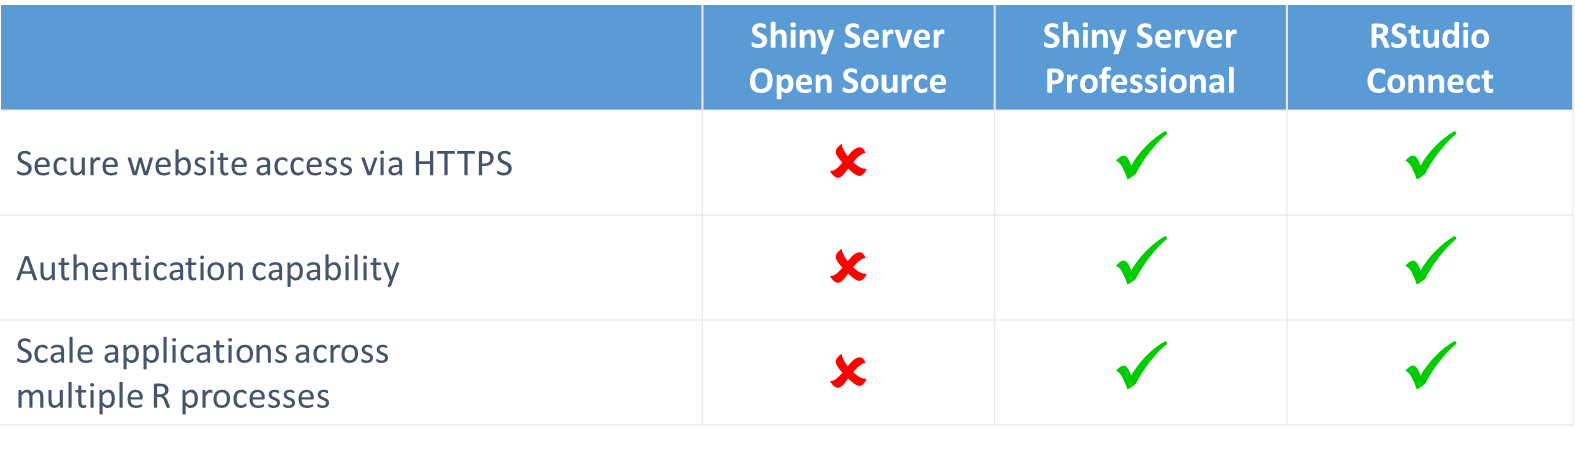 Shiny Server
Open Source
Shiny Server
Professional
RStudio
Connect
Secure website access via HTTPS
Authentication capability
Scale applications across
multiple R processes